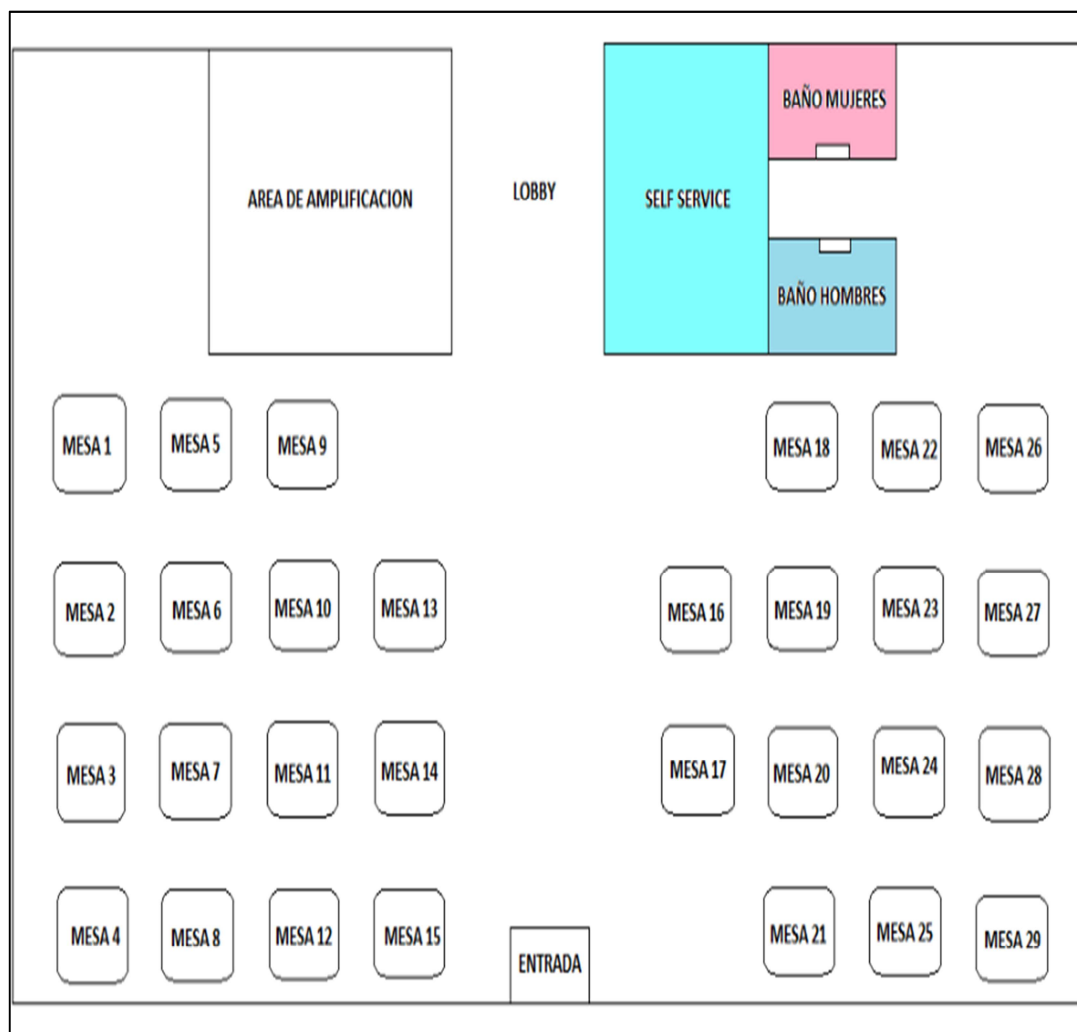 BAÑO MUJERES
AREA DE AMPLIFICACION
LOBBY
SELF SERVICE
BAÑO HOMBRES
MESA 1
MESA 5
MESA 9
MESA 18
MESA 22
MESA 26
MESA 2
MESA 6
MESA 10
MESA 13
MESA 16
MESA 19
MESA 23
MESA 27
MESA 3
MESA 7
MESA 11
MESA 14
MESA 17
MESA 20
MESA 24
MESA 28
MESA 4
MESA 8
MESA 12
MESA 15
ENTRADA
MESA 21
MESA 25
MESA 29